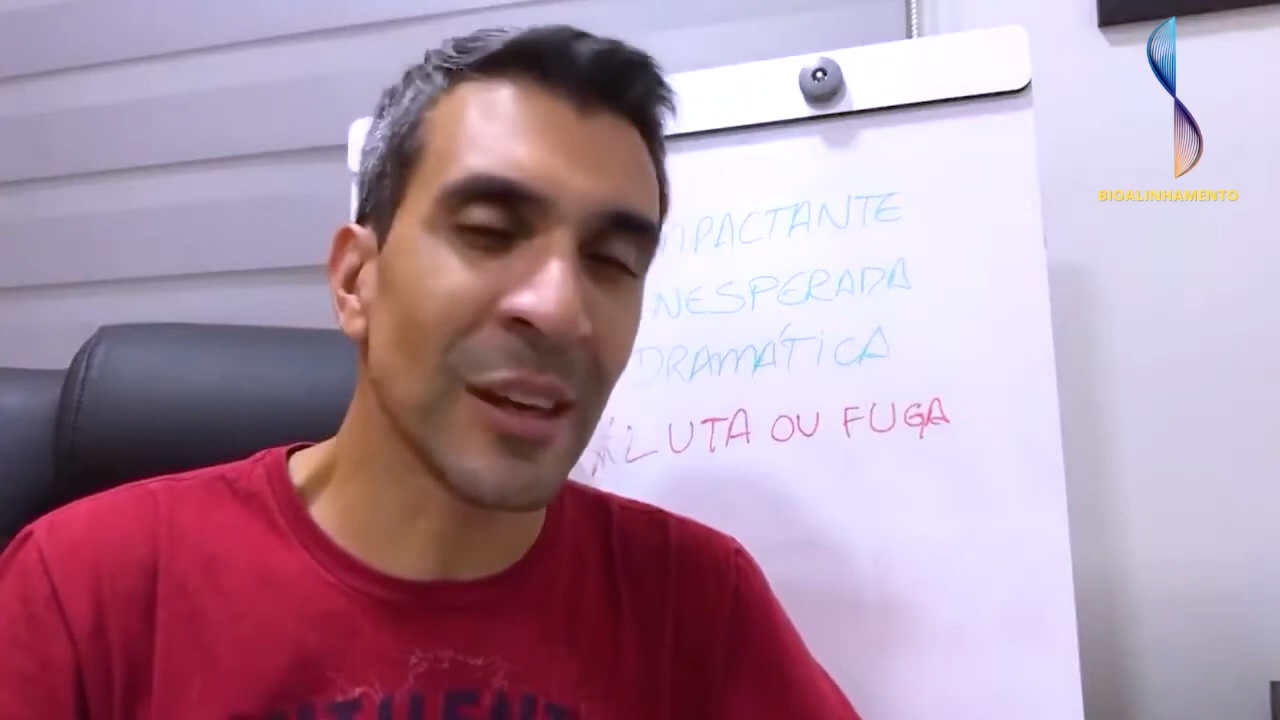 BIOALINHAMENTO
MPACTANTE
NESPERADA
DRAMÁTICA
LUTA OU FUGA